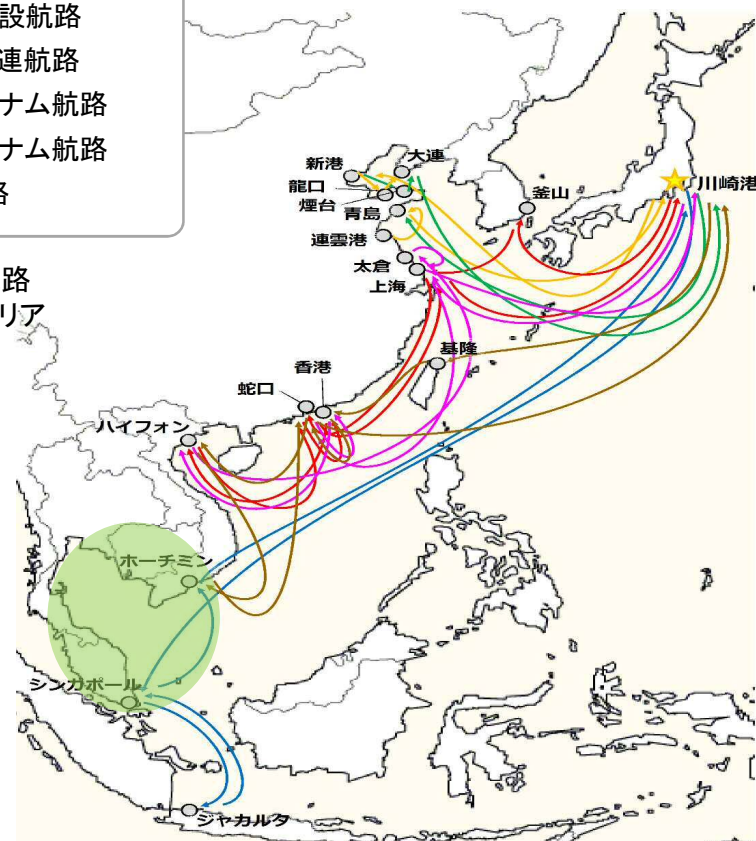 設航路
連航路
ナム航路
ナム航路
路
路
リア
新港
大連
龍口
煙台
青島
釜山
川崎港
連雲港
太倉
上海
基隆
香港
蛇口
ハイフォン
ホーチミン
シンガポール
ジャカルタ